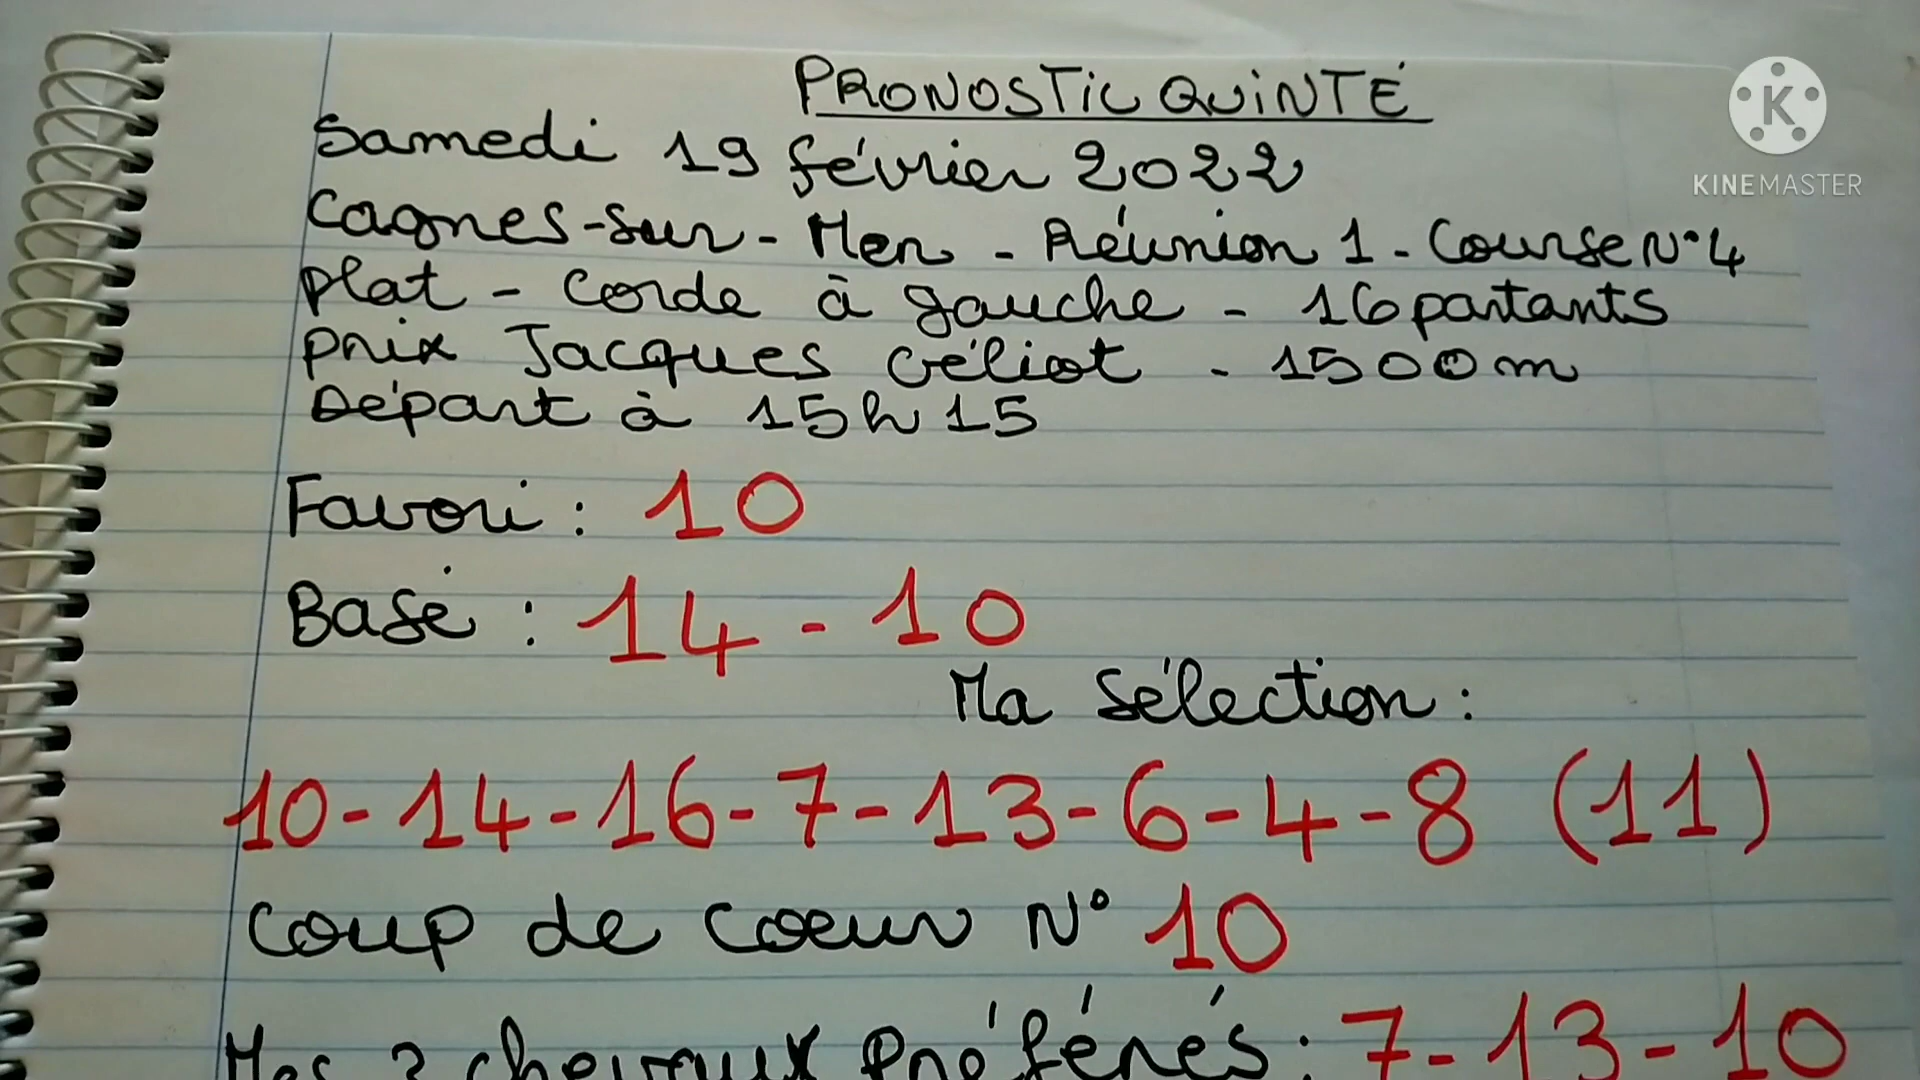 PRONOSTIC QUINTÉ
Samedi 19 février 2022
Cagnes-sur-Mer - Réunion 1 - Course N°4
Plat - Corde à gauche - 16 partants
Prix Jacques Géliot - 1500m
Départ à 15h15
Favori : 10
Basé : 14 - 10
Ma sélection :
10 - 14 - 16 - 7 - 13 - 6 - 4 - 8 (11)
Coup de coeur N° 10
Mes 3 chevaux préférés : 7 - 13 - 10
K
KINEMASTER